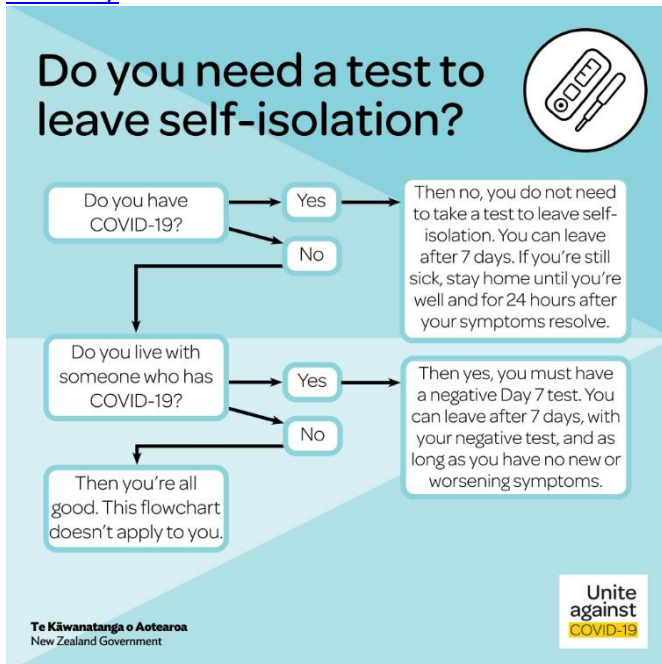 Do you need a test to
leave self-isolation?
Do you have
COVID-19?
Yes
No
Then no, you do not need
to take a test to leave self-
isolation. You can leave
after 7 days. If you're still
sick, stay home until you're
well and for 24 hours after
your symptoms resolve.
Do you live with
someone who has
COVID-19?
Yes
No
Then yes, you must have
a negative Day 7 test. You
can leave after 7 days, with
your negative test, and as
long as you have no new or
worsening symptoms.
Then you're all
good. This flowchart
doesn't apply to you.
Te Kāwanatanga o Aotearoa
New Zealand Government
Unite
against
COVID-19